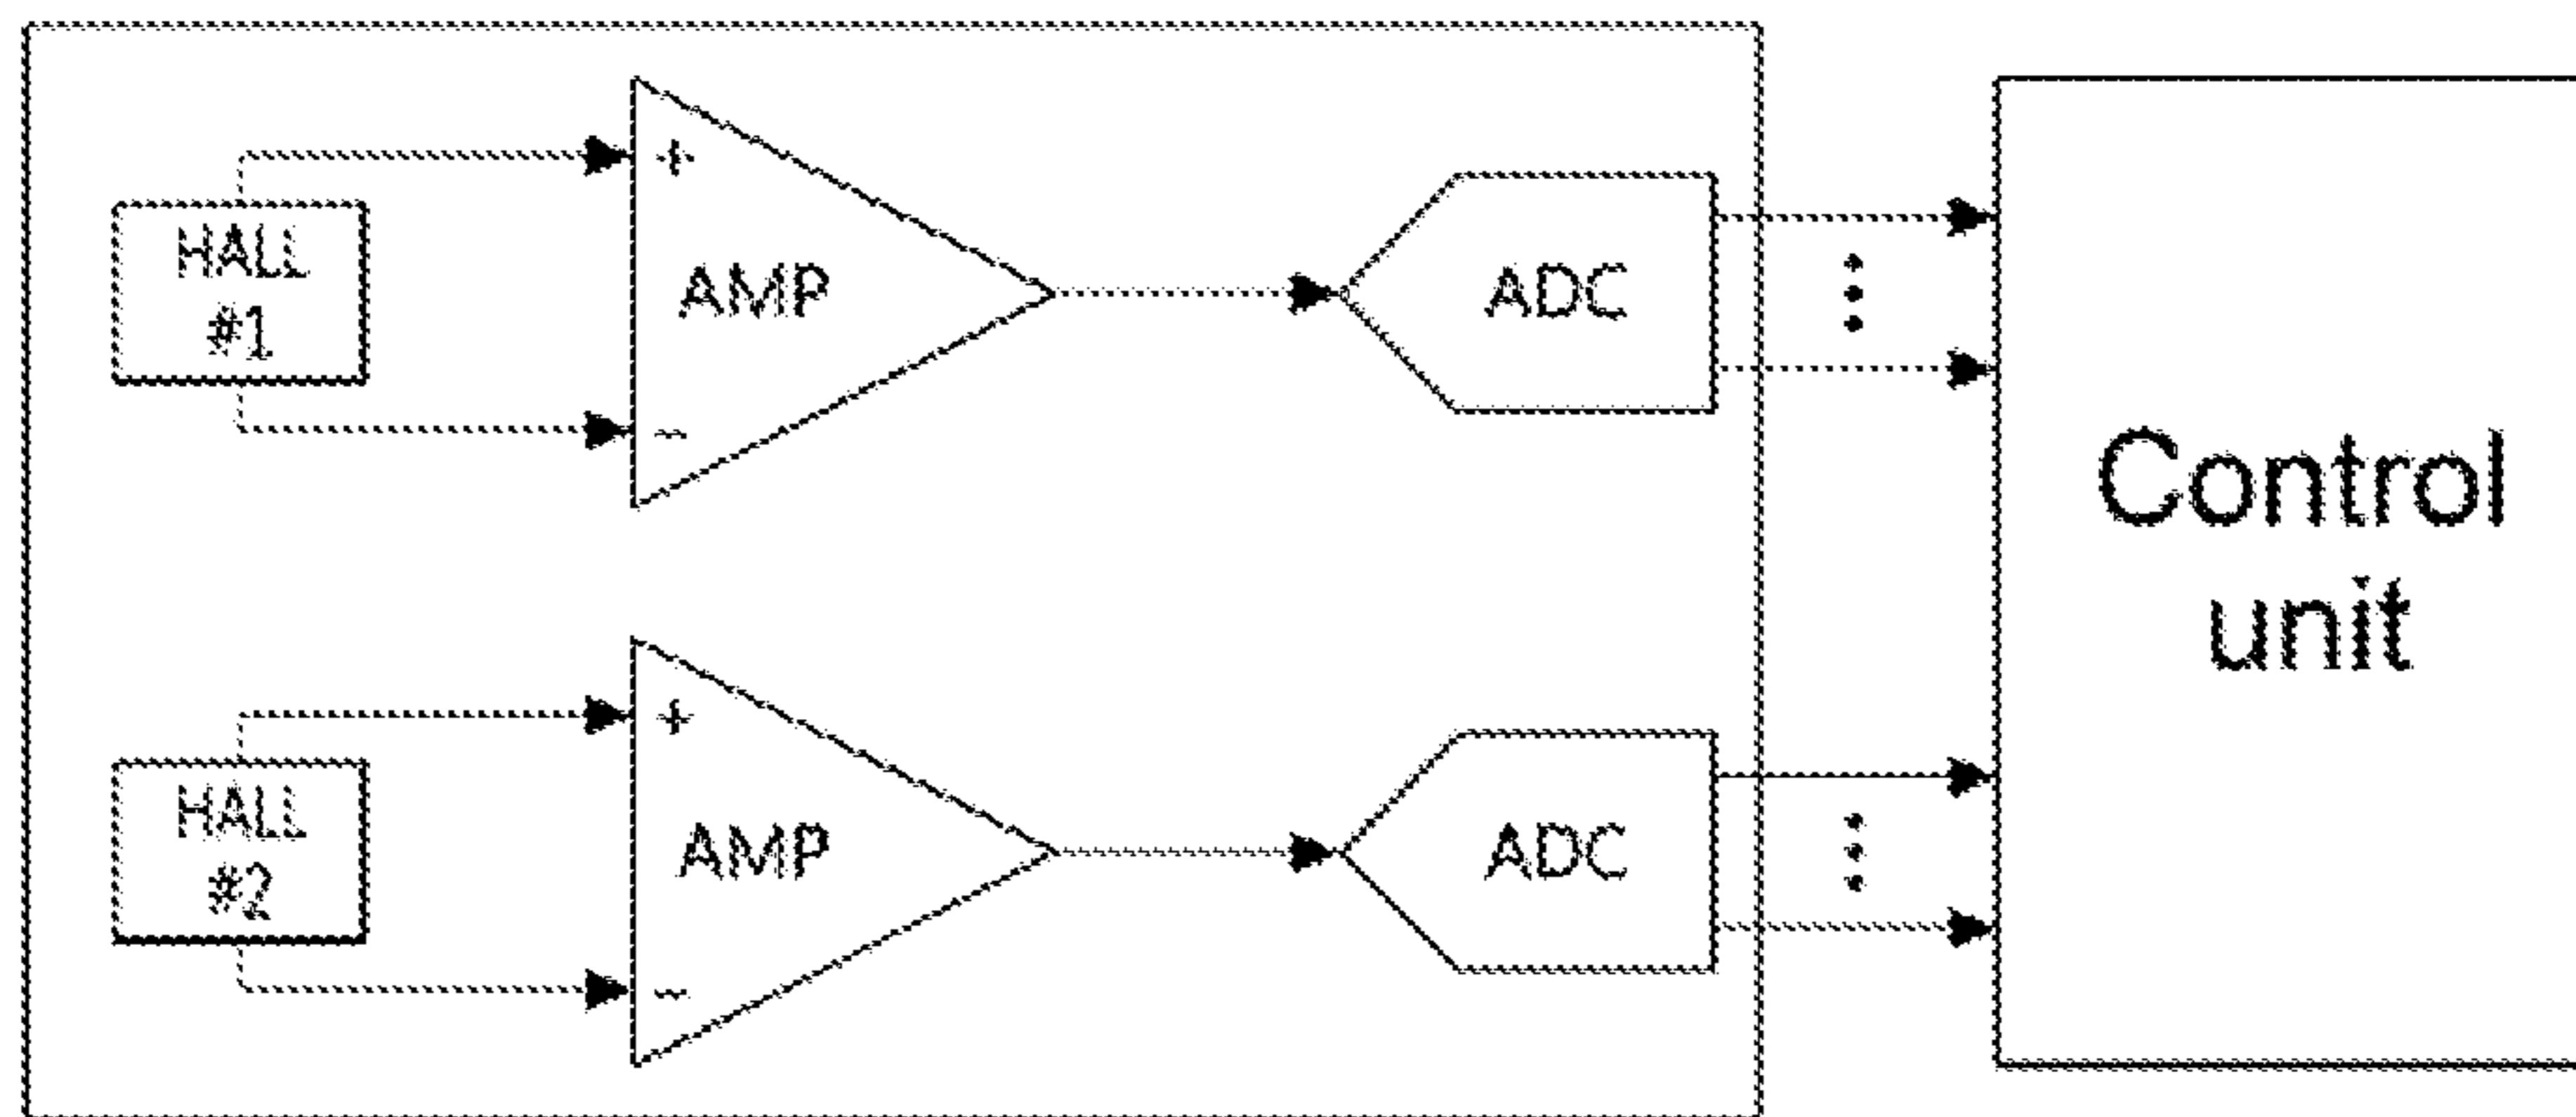 HALL
#1
+
AMP
-
ADC
Control
unit
HALL
#2
+
AMP
-
ADC